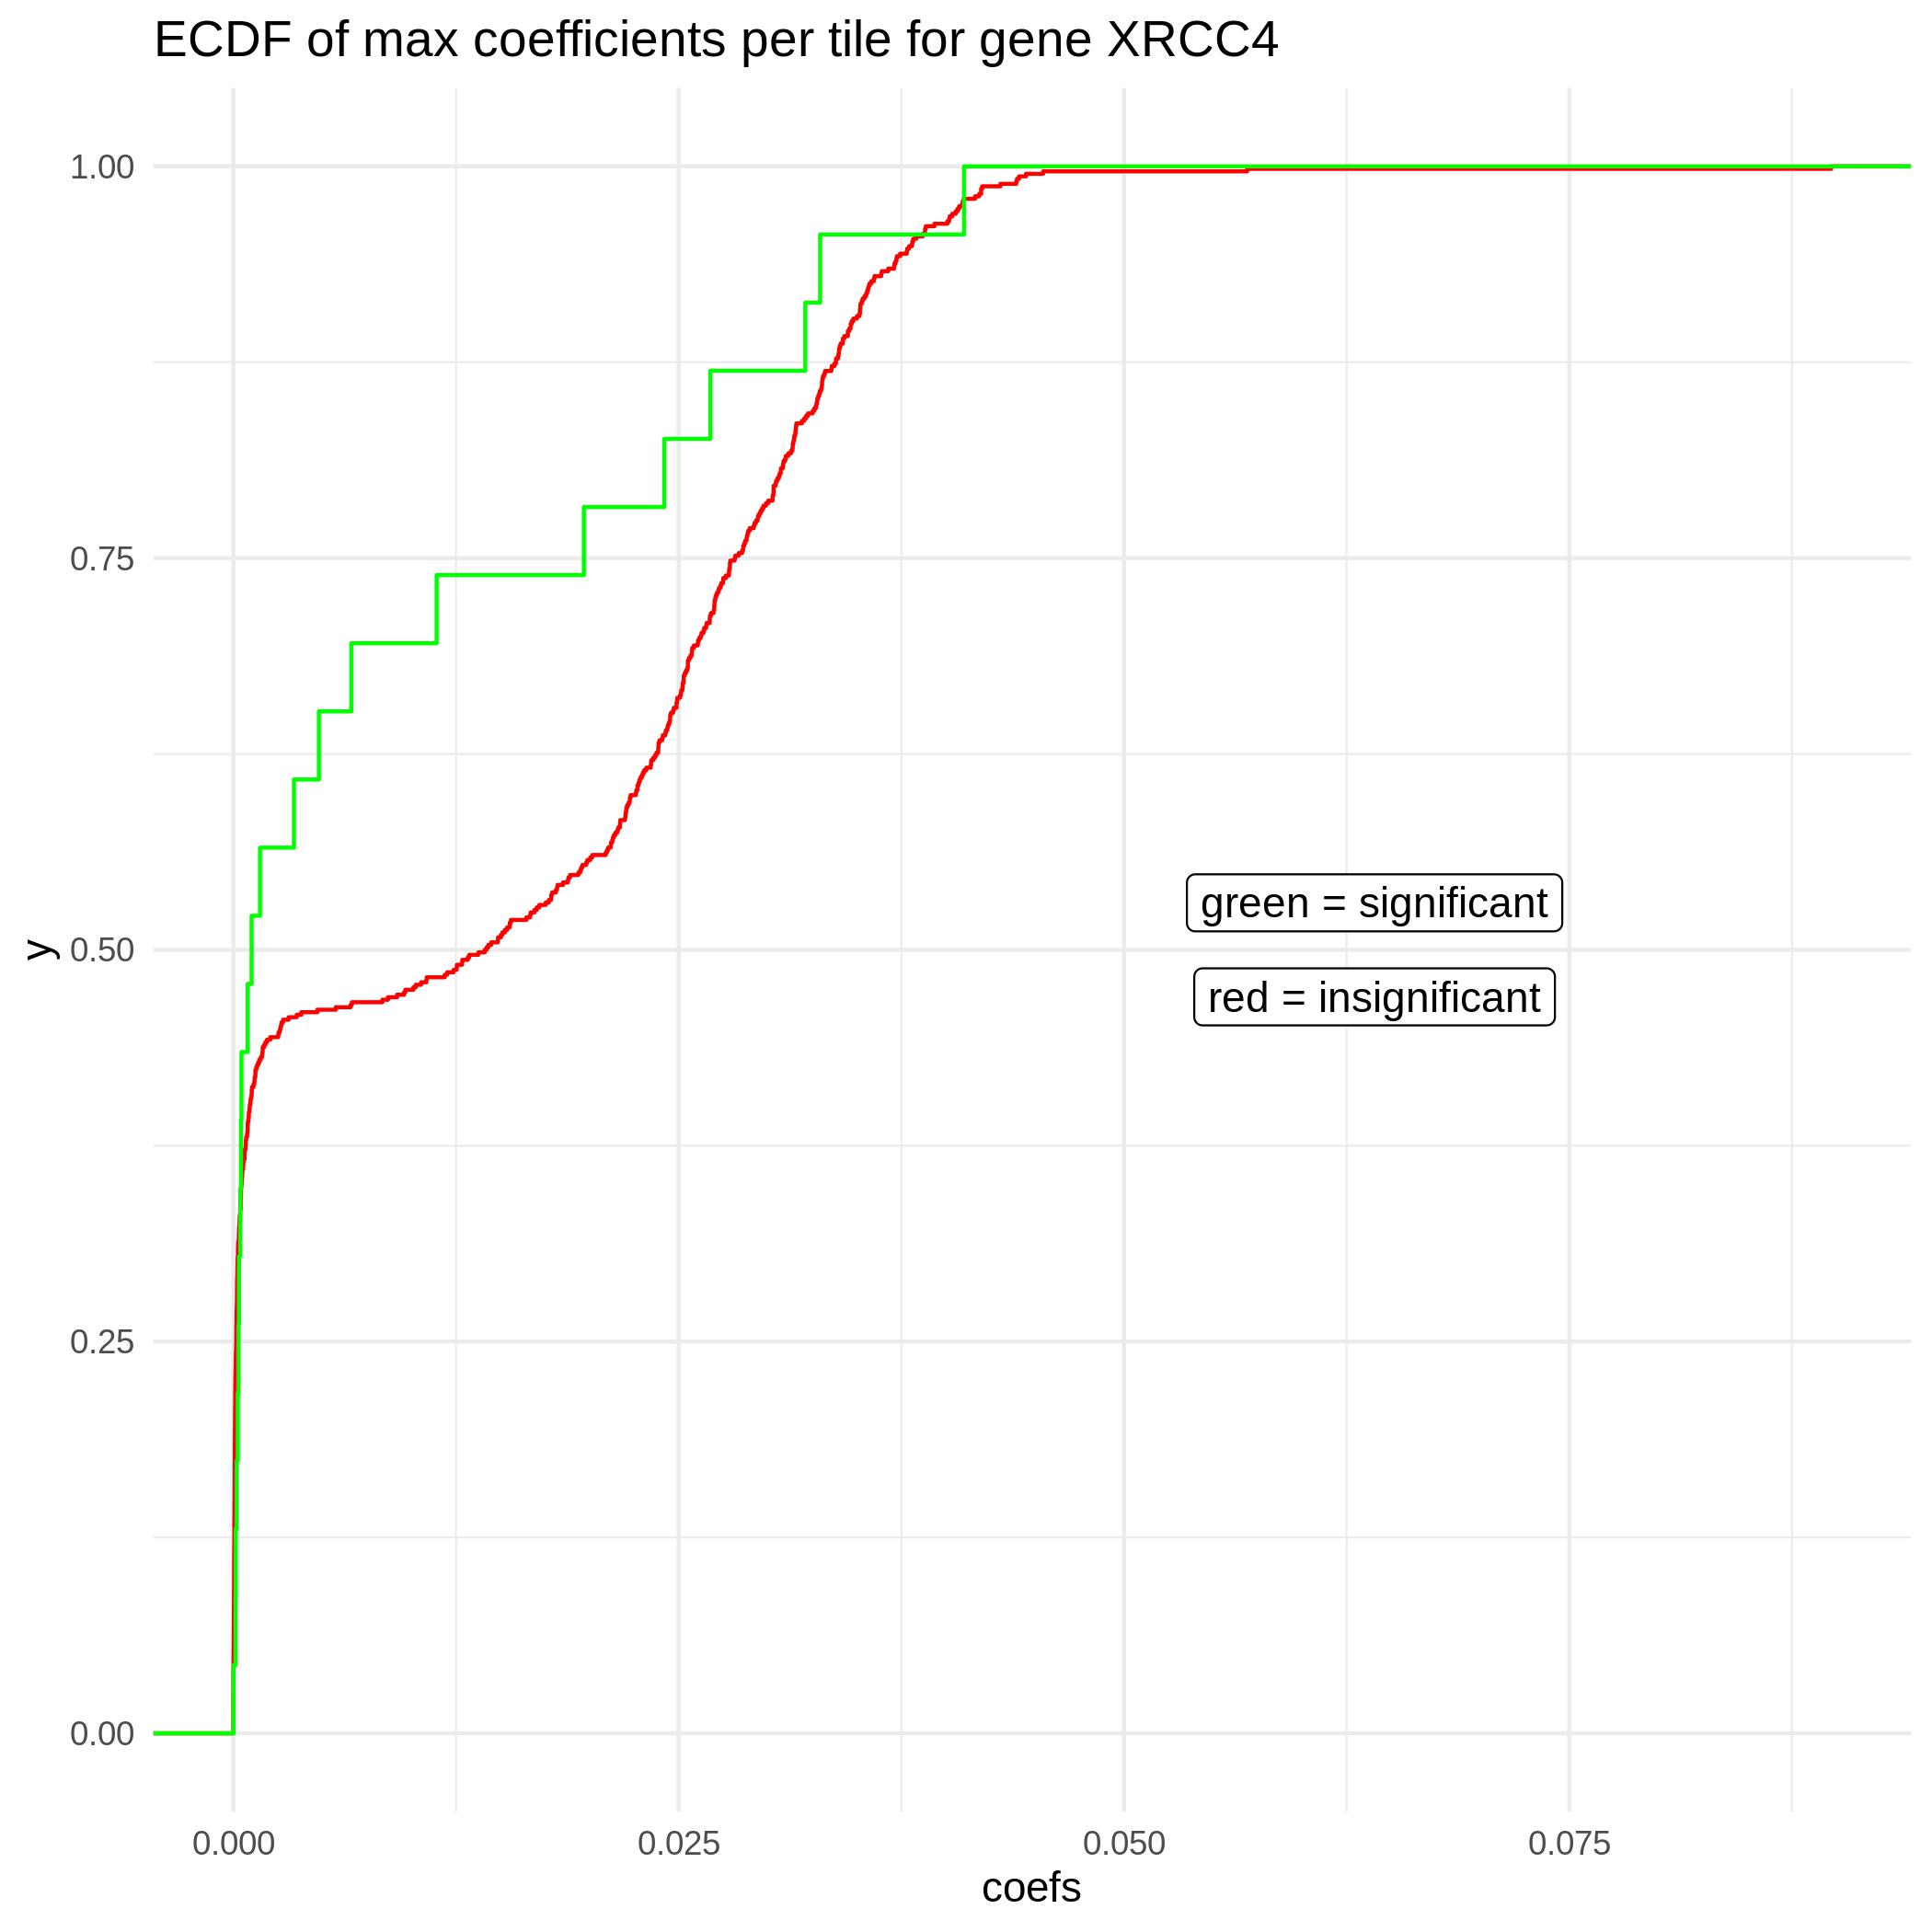 ECDF of max coefficients per tile for gene XRCC4
1.00
0.75
0.50
0.25
0.00
y
green = significant
red = insignificant
0.000 0.025 0.050 0.075
coefs